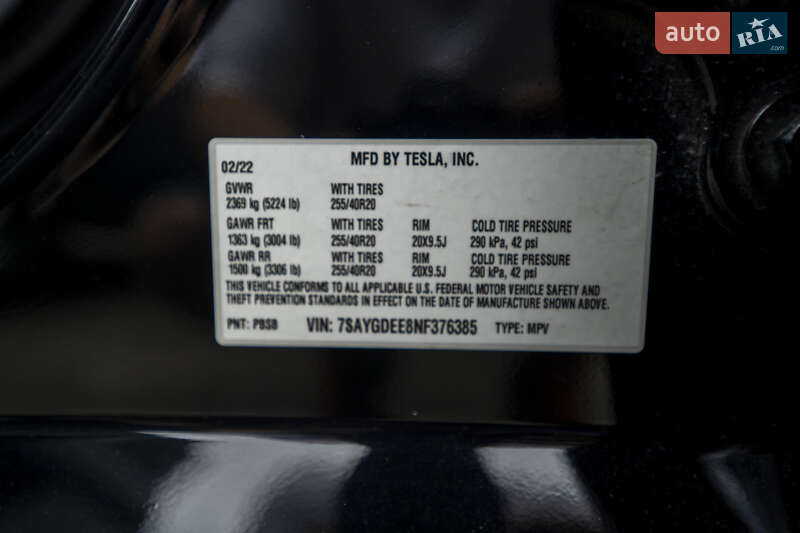 auto RIA .com
02/22 MFD BY TESLA, INC.
GVWR WITH TIRES
2369 kg (5224 lb) 255/40R20
GAWR FRT WITH TIRES RIM COLD TIRE PRESSURE
1363 kg (3004 lb) 255/40R20 20X9.5J 290 kPa, 42 psi
GAWR RR WITH TIRES RIM COLD TIRE PRESSURE
1500 kg (3306 lb) 255/40R20 20X9.5J 290 kPa, 42 psi
THIS VEHICLE CONFORMS TO ALL APPLICABLE U.S. FEDERAL MOTOR VEHICLE SAFETY AND
THEFT PREVENTION STANDARDS IN EFFECT ON THE DATE OF MANUFACTURE SHOWN ABOVE.
PNT: PBSB VIN: 7SAYGDEE8NF376385 TYPE: MPV